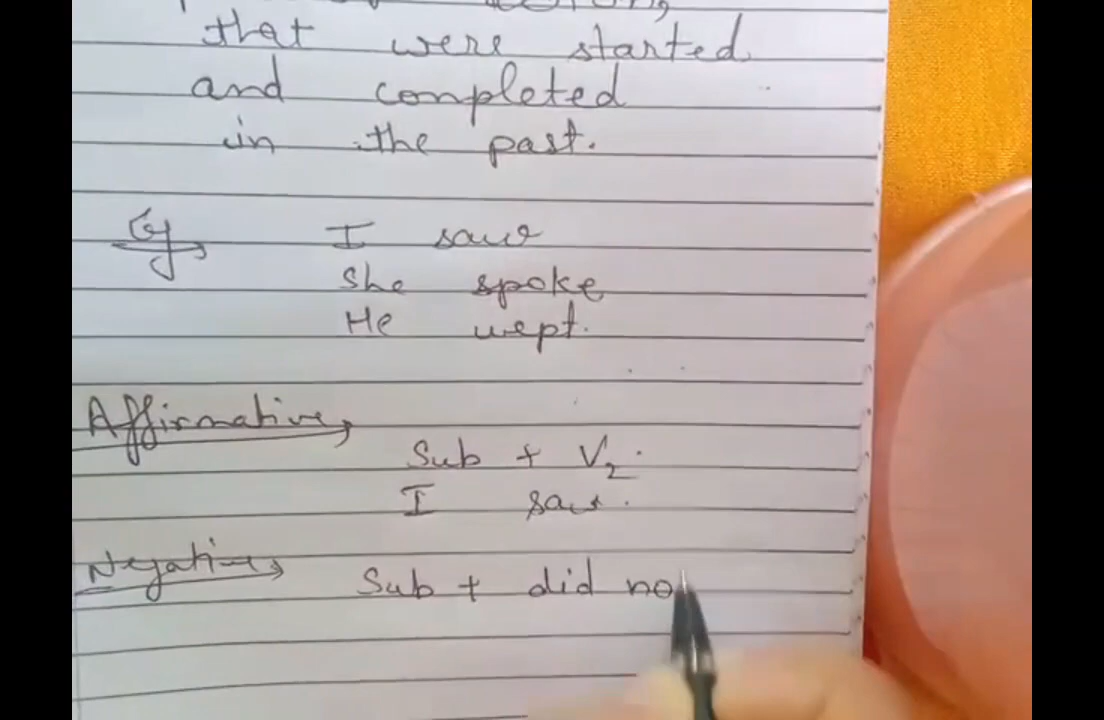 that were started
and completed
in the past.
Eg I saw
She spoke
He wept.
Affirmative
Sub + V2.
I saw.
Negative Sub + did no